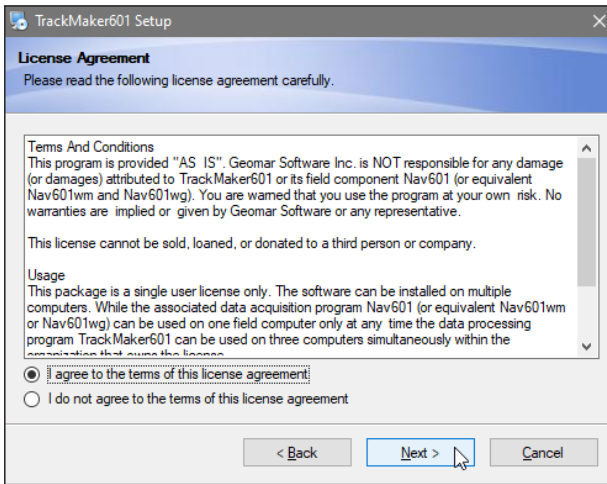 TrackMaker601 Setup
License Agreement
Please read the following license agreement carefully.
Terms And Conditions
This program is provided "AS IS". Geomar Software Inc. is NOT responsible for any damage
(or damages) attributed to TrackMaker601 or its field component Nav601 (or equivalent
Nav601wm and Nav601wg). You are warned that you use the program at your own risk. No
warranties are implied or given by Geomar Software or any representative.
This license cannot be sold, loaned, or donated to a third person or company.
Usage
This package is a single user license only. The software can be installed on multiple
computers. While the associated data acquisition program Nav601 (or equivalent Nav601wm
or Nav601wg) can be used on one field computer only at any time the data processing
program TrackMaker601 can be used on three computers simultaneously within the
organization that owns the license
I agree to the terms of this license agreement
I do not agree to the terms of this license agreement
< Back
Next >
Cancel